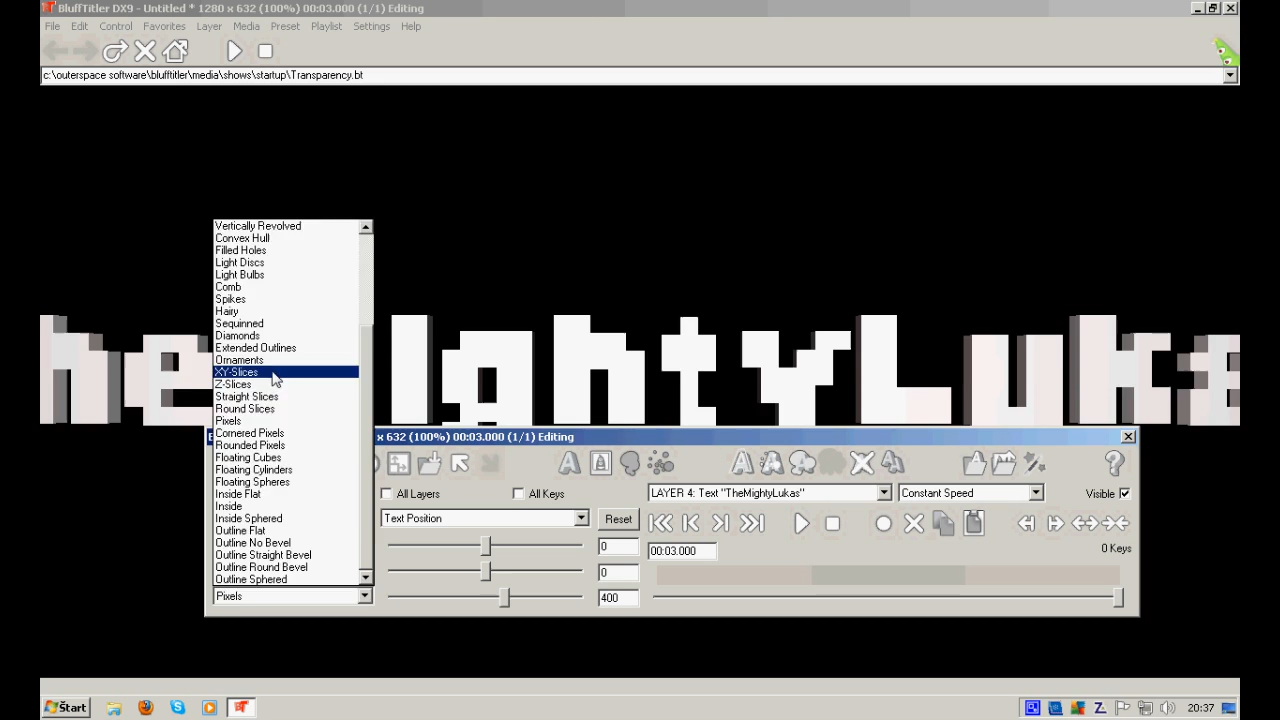 BluffTitler DX9 - Untitled * 1280 x 632 (100%) 00:03.000 (1/1) Editing
File Edit Control Favorites Layer Media Preset Playlist Settings Help
c:\outerspace software\blufftitler\media\shows\startup\Transparency.bt
Vertically Revolved
Convex Hull
Filled Holes
Light Discs
Light Bulbs
Comb
Spikes
Hairy
Sequinned
Diamonds
Extended Outlines
Ornaments
XY-Slices
Z-Slices
Straight Slices
Round Slices
Pixels
Cornered Pixels
Rounded Pixels
Floating Cubes
Floating Cylinders
Floating Spheres
Inside Flat
Inside
Inside Sphered
Outline Flat
Outline No Bevel
Outline Straight Bevel
Outline Round Bevel
Outline Sphered
Pixels
he ightyLuka
x 632 (100%) 00:03.000 (1/1) Editing
All Layers All Keys LAYER 4: Text "TheMightyLukas" Constant Speed Visible
Text Position Reset
0 00:03.000 0 Keys
0
400
Štart 20:37